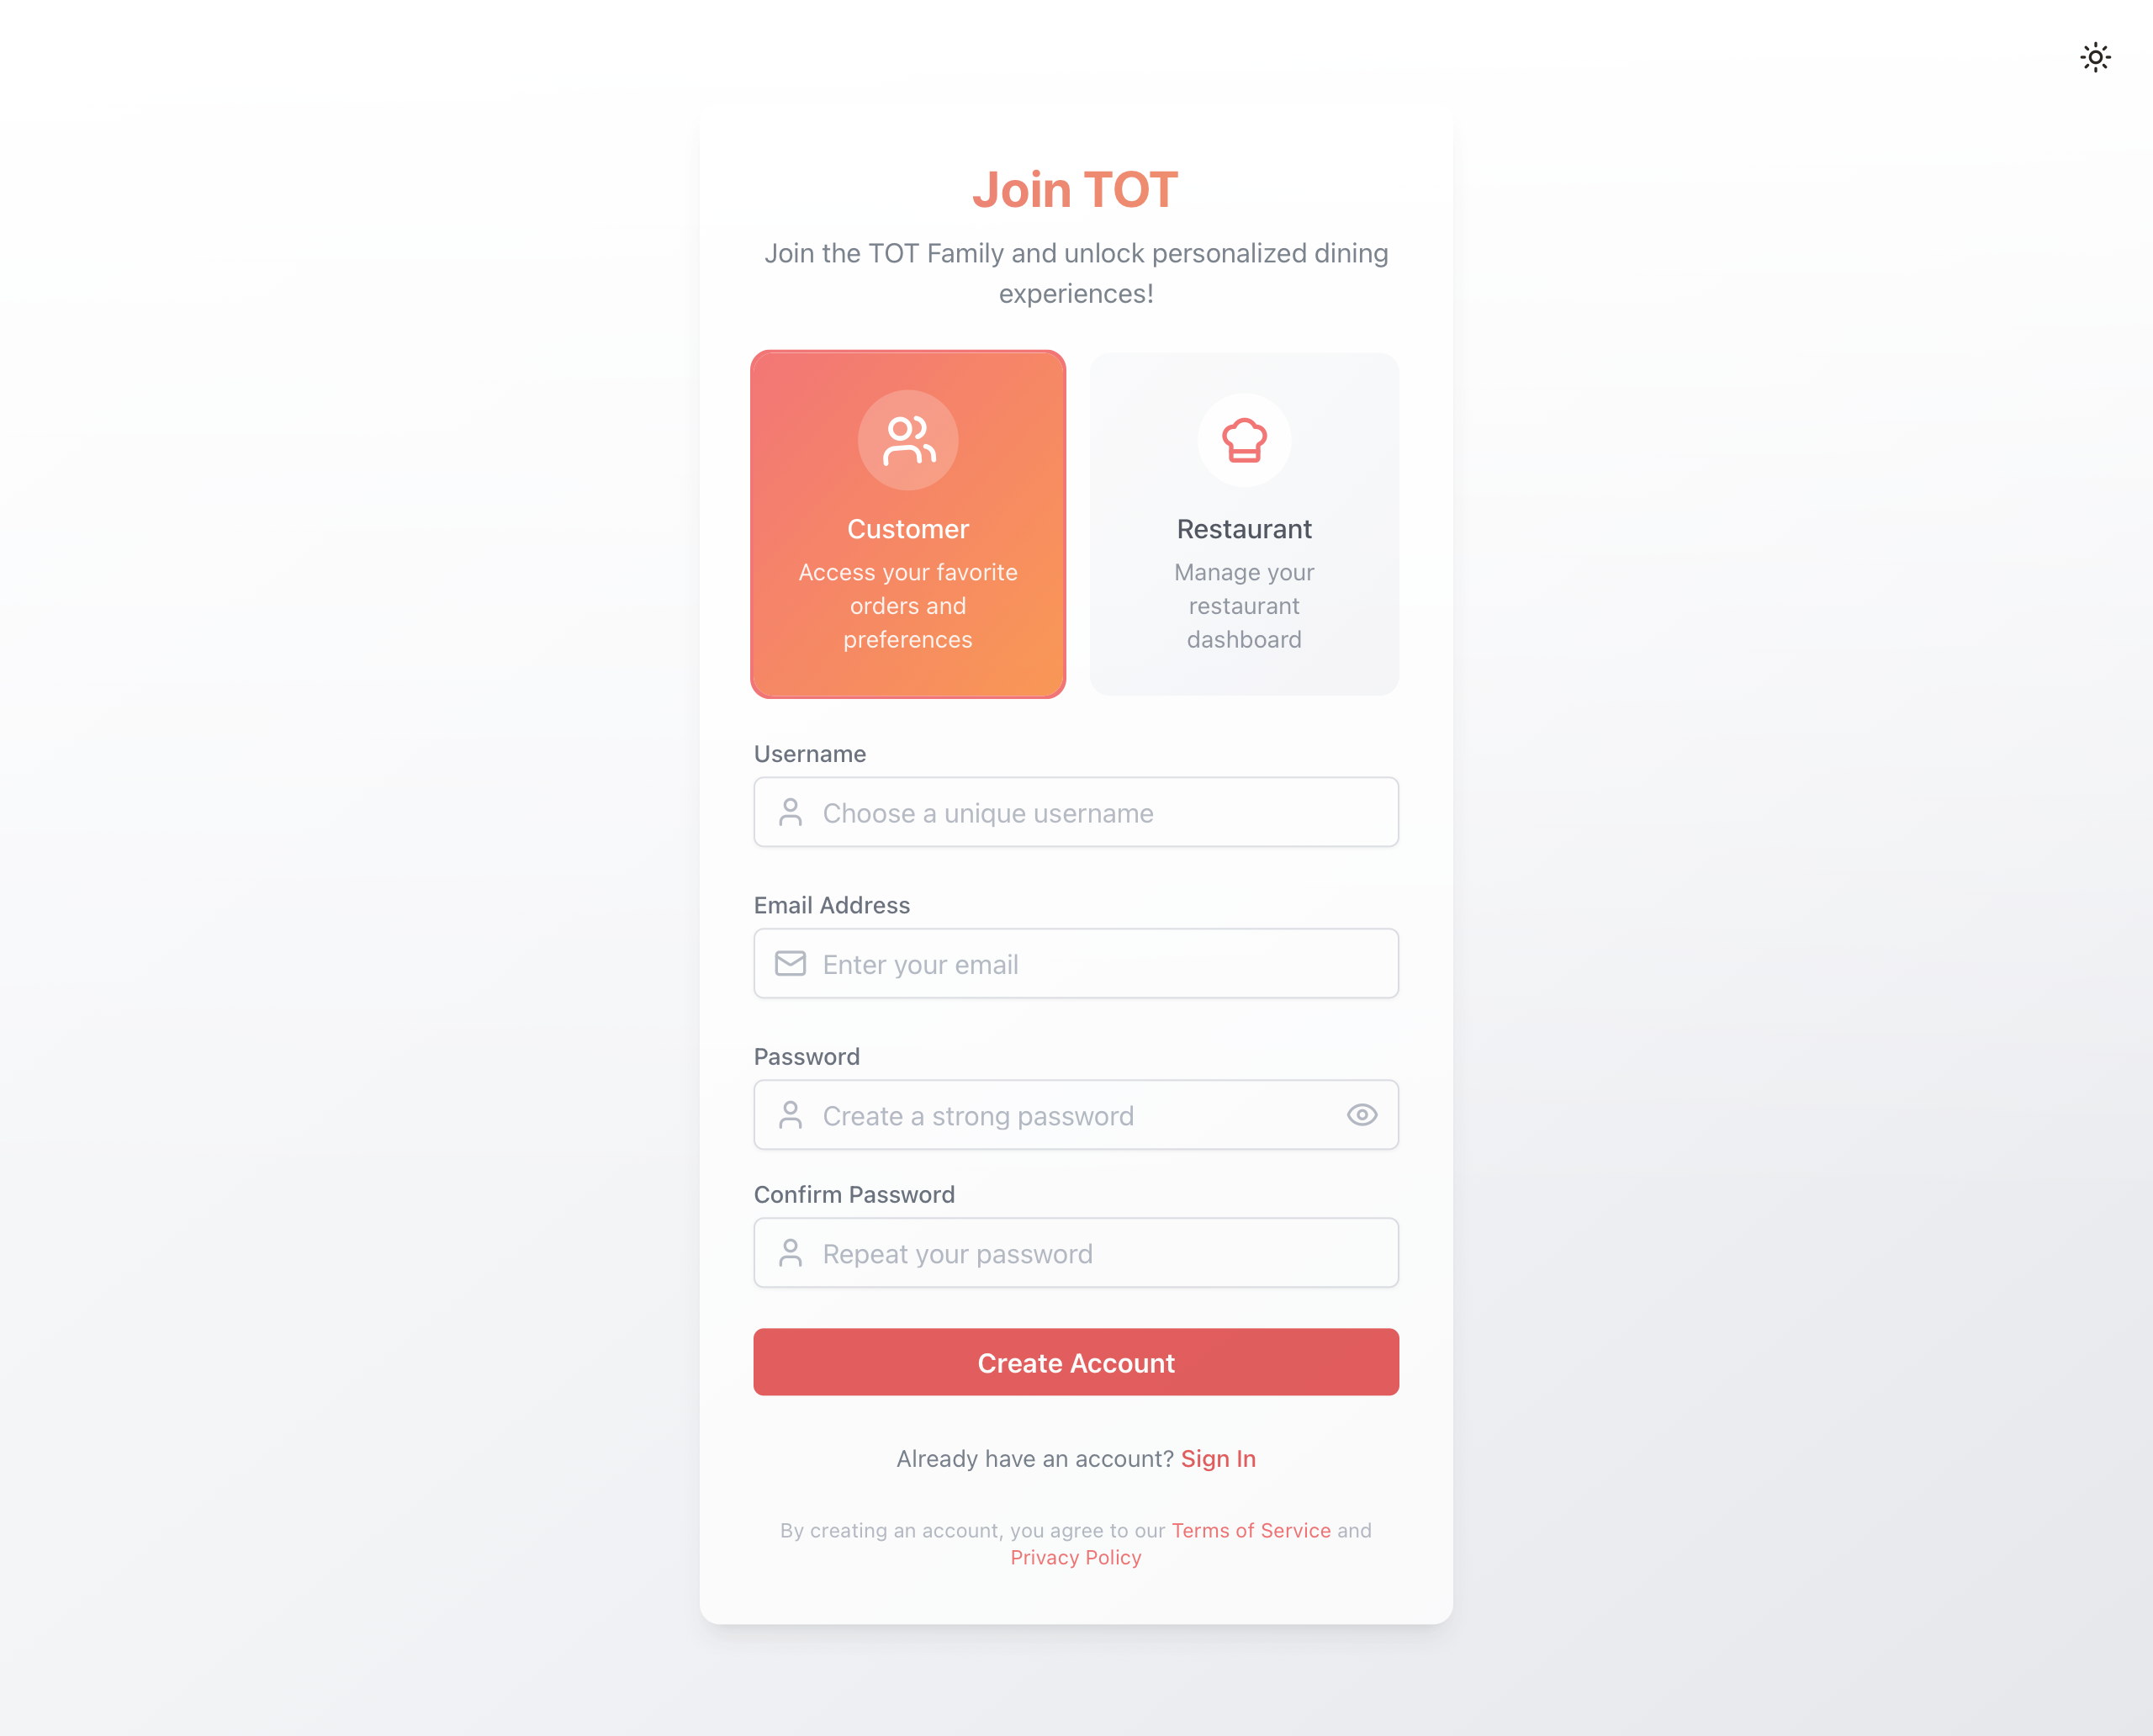 Join TOT
Join the TOT Family and unlock personalized dining
experiences!
Customer
Access your favorite
orders and
preferences
Restaurant
Manage your
restaurant
dashboard
Username
Choose a unique username
Email Address
Enter your email
Password
Create a strong password
Confirm Password
Repeat your password
Create Account
Already have an account? Sign In
By creating an account, you agree to our Terms of Service and
Privacy Policy